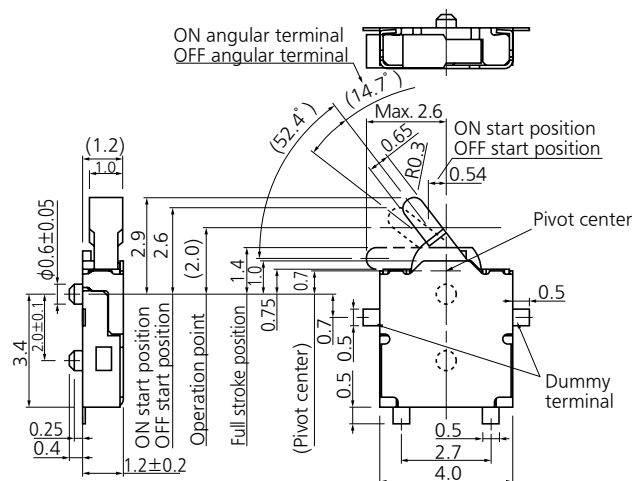 ON angular terminal
OFF angular terminal
(14.7°)
(52.4°)
Max. 2.6
0.65
R0.3
ON start position
OFF start position
0.54
Pivot center
(1.2)
1.0
ϕ0.6±0.05
2.9
2.6
(2.0)
1.4
1.0
0.75
0.7
0.7
0.5
0.5
0.5
3.4
2.0±0.1
ON start position
OFF start position
Operation point
Full stroke position
(Pivot center)
Dummy
terminal
0.25
0.4
1.2±0.2
0.5
2.7
4.0